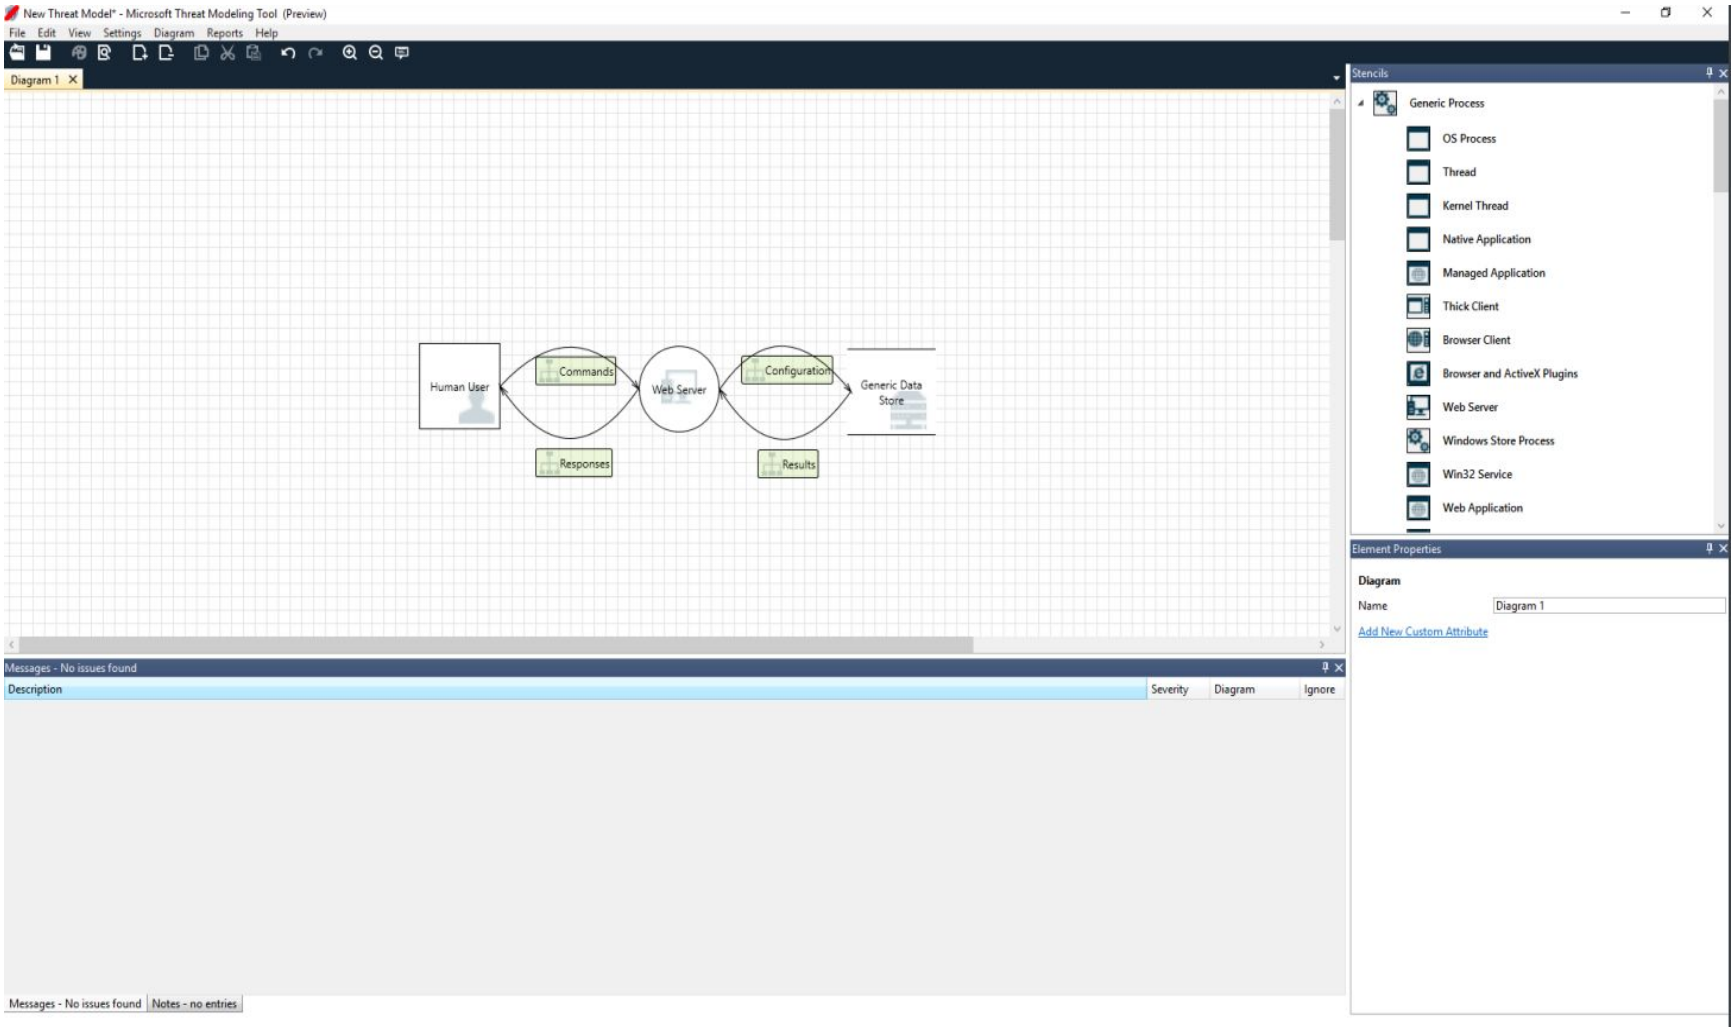 New Threat Model* - Microsoft Threat Modeling Tool (Preview)
File Edit View Settings Diagram Reports Help
Diagram 1
Human User
Commands
Responses
Web Server
Configuration
Results
Generic Data
Store
Stencils
Generic Process
OS Process
Thread
Kernel Thread
Native Application
Managed Application
Thick Client
Browser Client
Browser and ActiveX Plugins
Web Server
Windows Store Process
Win32 Service
Web Application
Element Properties
Diagram
Name Diagram 1
Add New Custom Attribute
Messages - No issues found
Description Severity Diagram Ignore
Messages - No issues found Notes - no entries